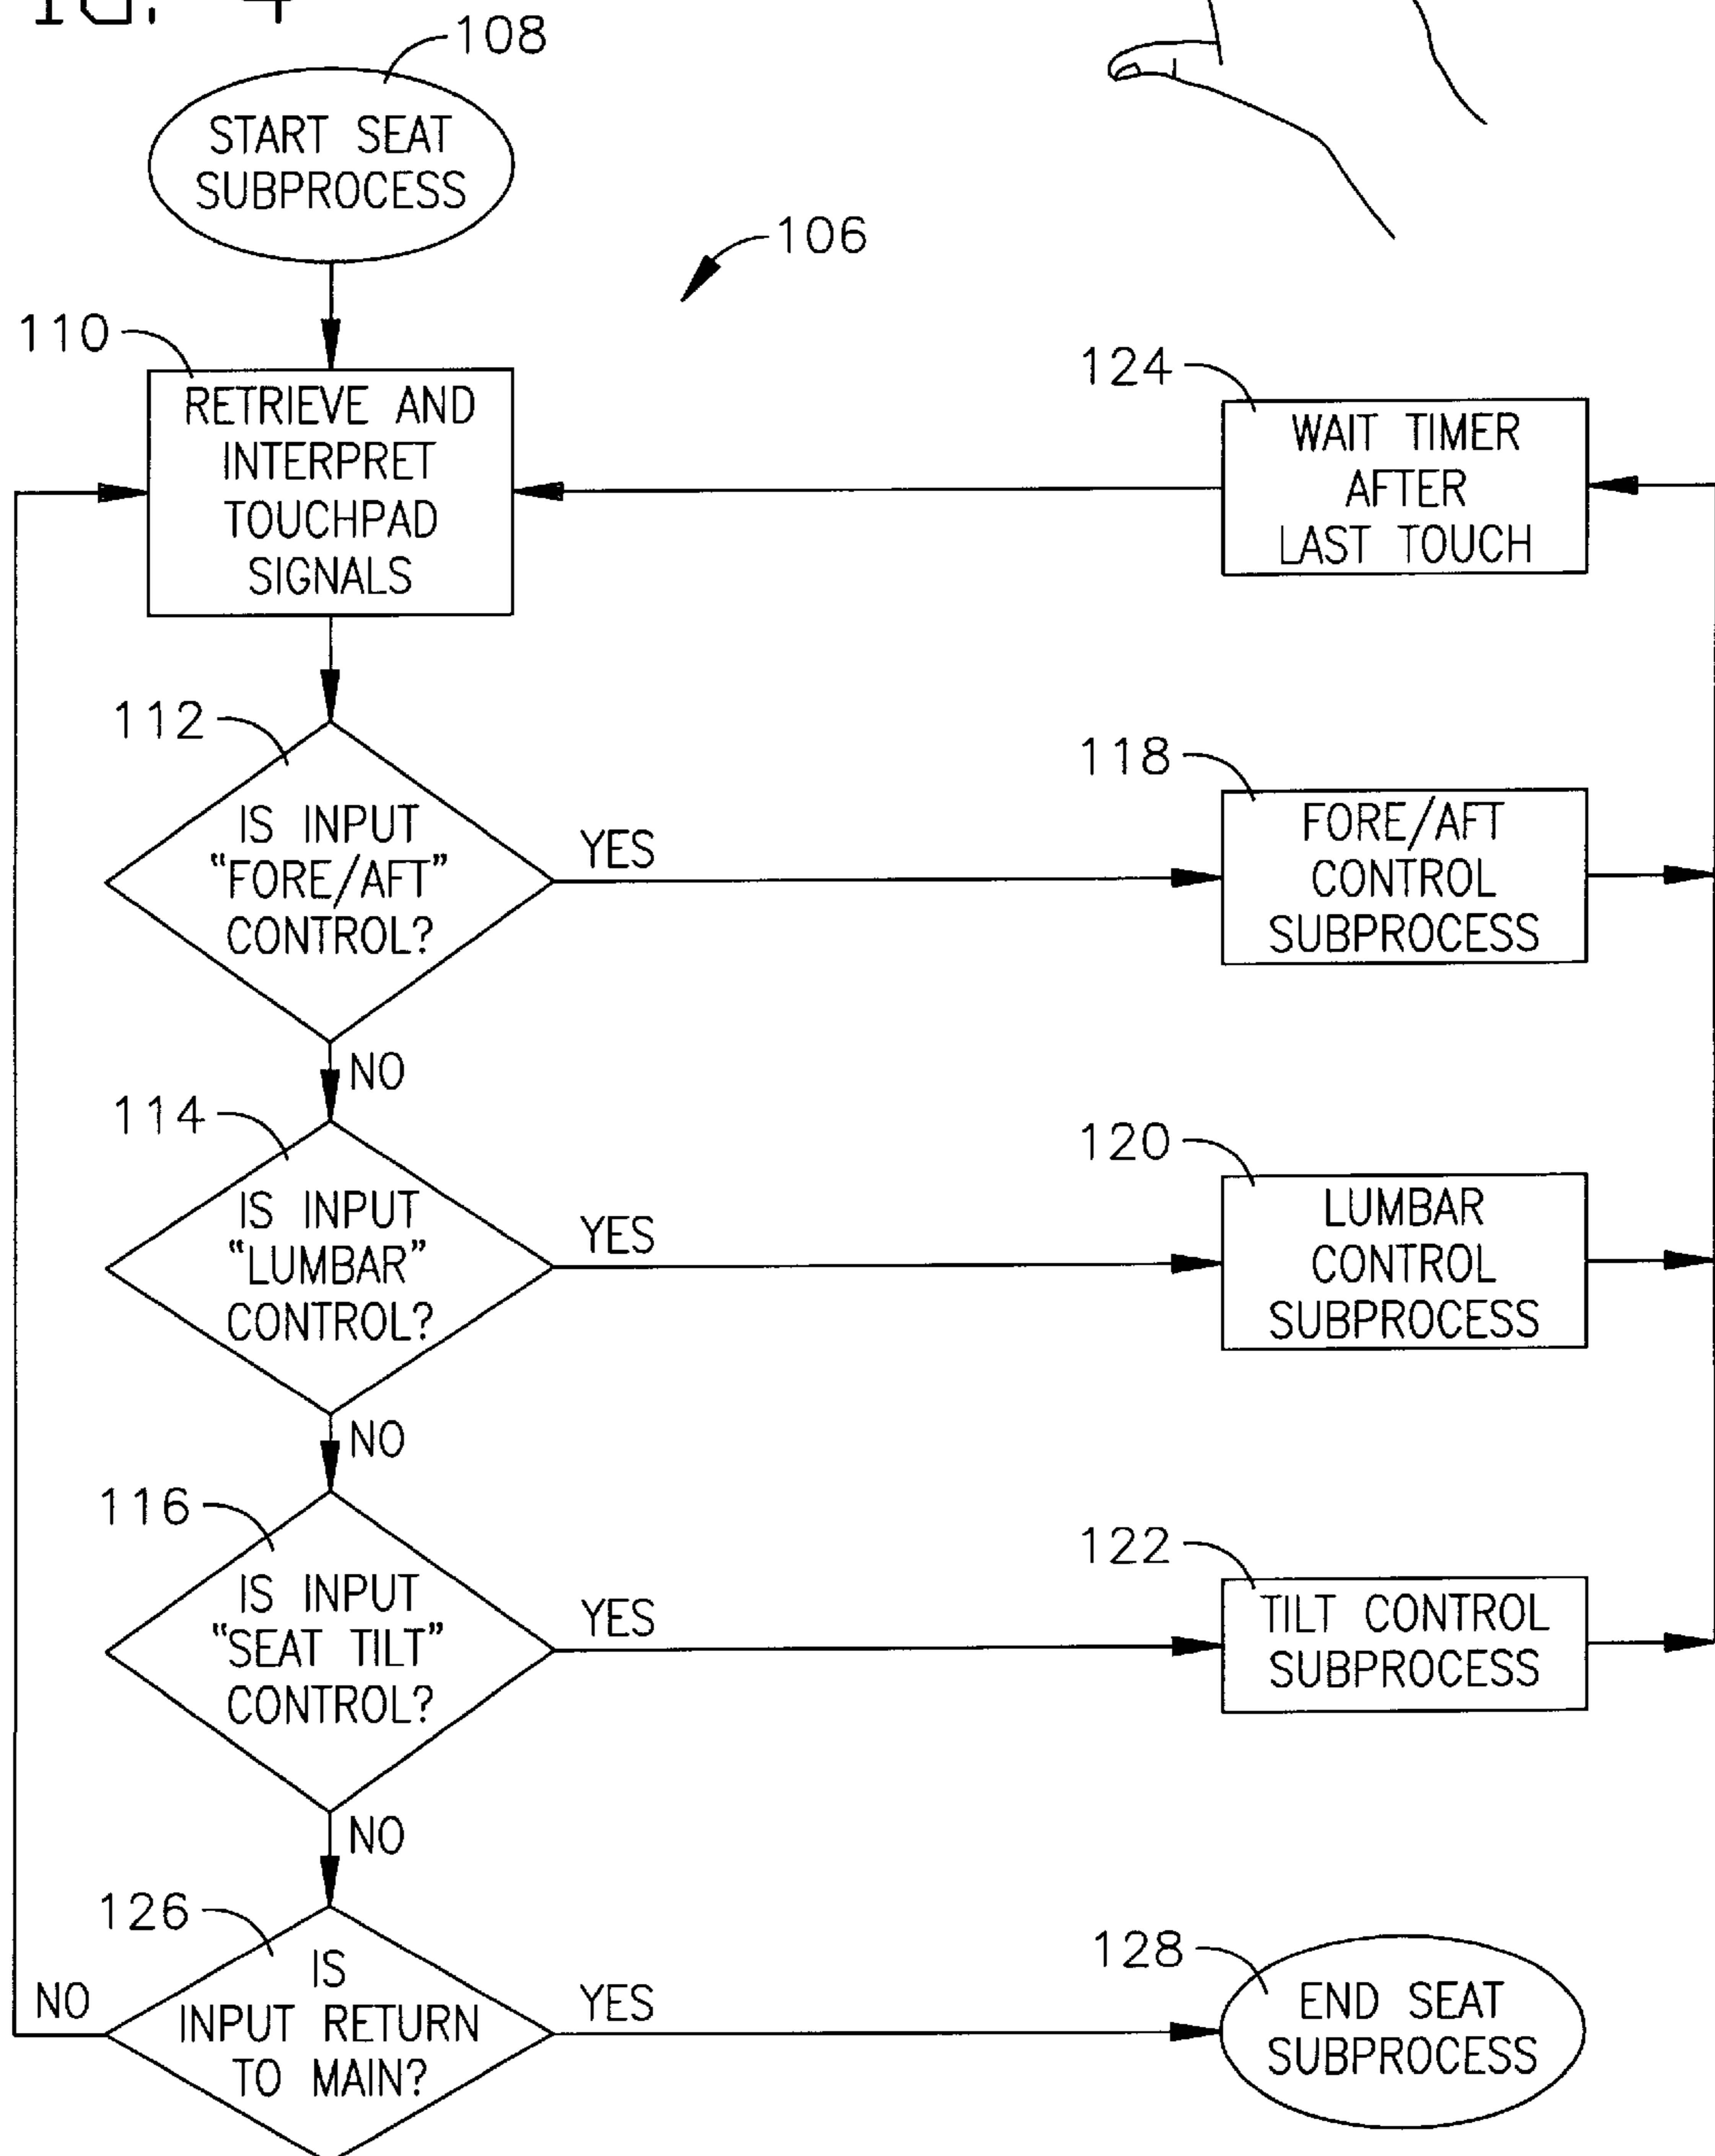 108
START SEAT
SUBPROCESS
106
110
RETRIEVE AND
INTERPRET
TOUCHPAD
SIGNALS
124
WAIT TIMER
AFTER
LAST TOUCH
112
IS INPUT
“FORE/AFT”
CONTROL?
YES
118
FORE/AFT
CONTROL
SUBPROCESS
NO
114
IS INPUT
“LUMBAR”
CONTROL?
YES
120
LUMBAR
CONTROL
SUBPROCESS
NO
116
IS INPUT
“SEAT TILT”
CONTROL?
YES
122
TILT CONTROL
SUBPROCESS
NO
126
IS
INPUT RETURN
TO MAIN?
NO
YES
128
END SEAT
SUBPROCESS